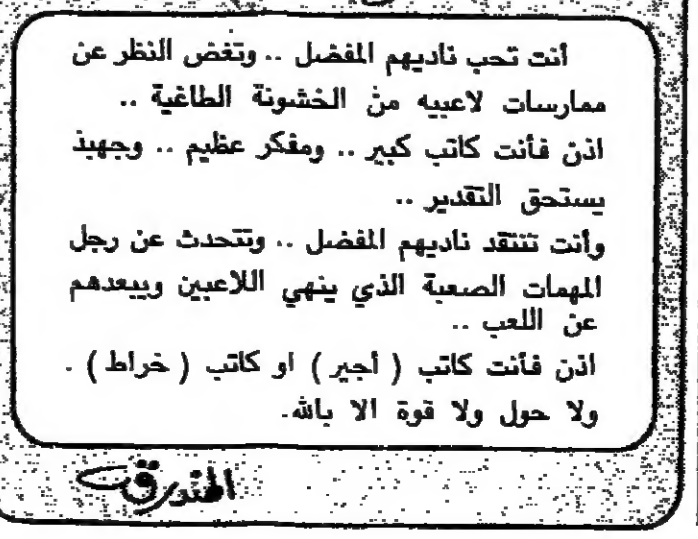 أنت تحب ناديهم المفضل .. وتغض النظر عن
ممارسات لاعبيه من الخشونة الطاغية ..
اذن فأنت كاتب كبير .. ومفكر عظيم .. وجهبذ
يستحق التقدير ..
وأنت تنتقد ناديهم المفضل .. وتتحدث عن رجل
المهمات الصعبة الذي ينهي اللاعبين ويبعدهم
عن اللعب ..
اذن فأنت كاتب ( أجير ) او كاتب ( خراط ) .
ولا حول ولا قوة الا بالله.